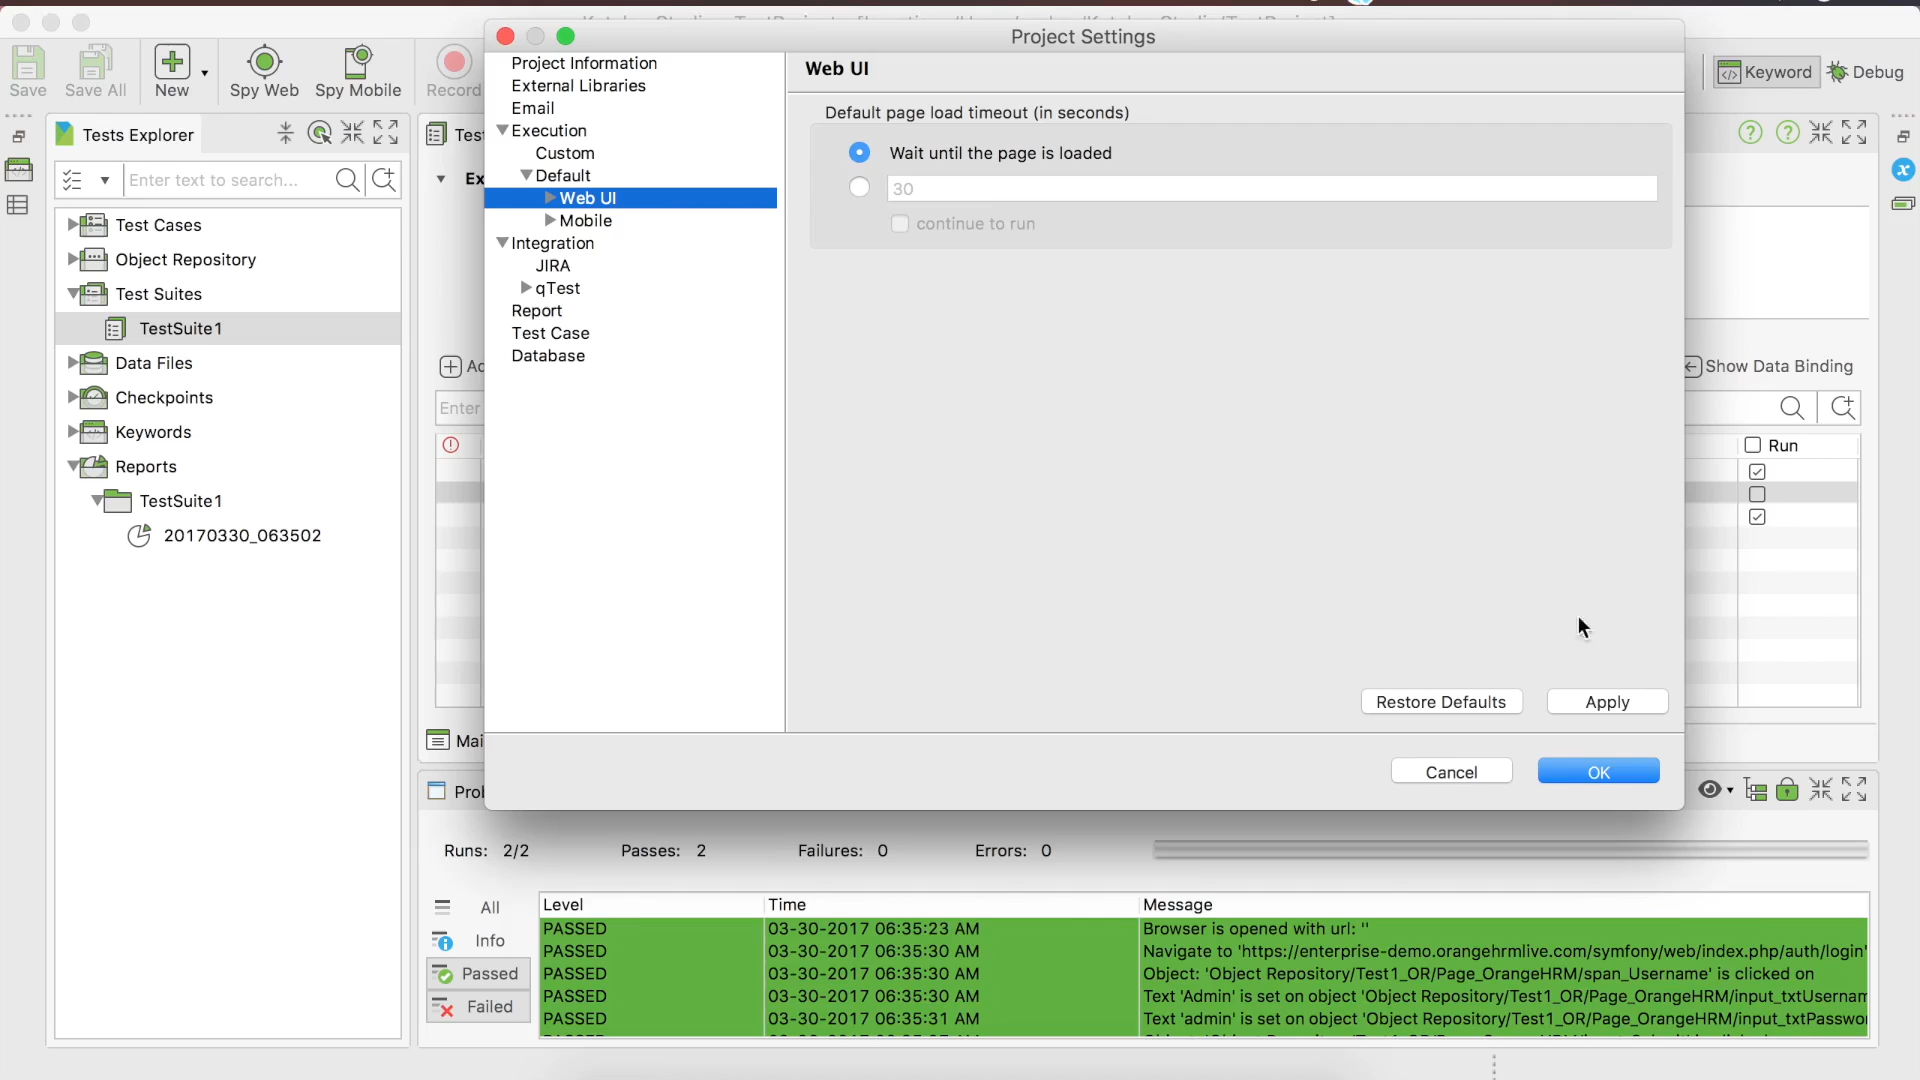 Project Settings
Save
Save All
New
Spy Web
Spy Mobile
Record
Keyword
Debug
Tests Explorer
Enter text to search...
Test Cases
Object Repository
Test Suites
TestSuite1
Data Files
Checkpoints
Keywords
Reports
TestSuite1
20170330_063502
Project Information
External Libraries
Email
Execution
Custom
Default
Web UI
Mobile
Integration
JIRA
qTest
Report
Test Case
Database
Web UI
Default page load timeout (in seconds)
Wait until the page is loaded
30
continue to run
Restore Defaults
Apply
Cancel
OK
Show Data Binding
Enter
Run
Runs: 2/2 Passes: 2 Failures: 0 Errors: 0
All
Info
Passed
Failed
Level Time Message
PASSED 03-30-2017 06:35:23 AM Browser is opened with url: ''
PASSED 03-30-2017 06:35:30 AM Navigate to 'https://enterprise-demo.orangehrmlive.com/symfony/web/index.php/auth/login'
PASSED 03-30-2017 06:35:30 AM Object: 'Object Repository/Test1_OR/Page_OrangeHRM/span_Username' is clicked on
PASSED 03-30-2017 06:35:30 AM Text 'Admin' is set on object 'Object Repository/Test1_OR/Page_OrangeHRM/input_txtUsernam
PASSED 03-30-2017 06:35:31 AM Text 'admin' is set on object 'Object Repository/Test1_OR/Page_OrangeHRM/input_txtPasswo